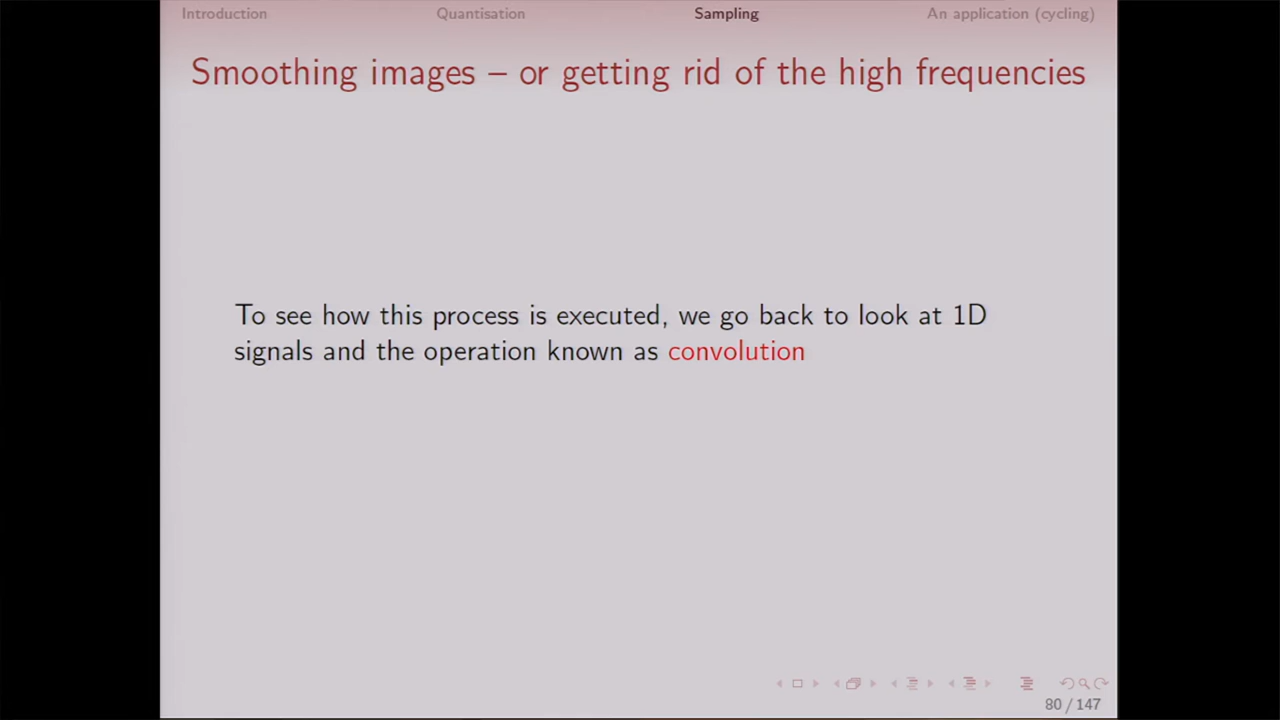 Introduction Quantisation Sampling An application (cycling)
Smoothing images – or getting rid of the high frequencies
To see how this process is executed, we go back to look at 1D
signals and the operation known as convolution
80 / 147